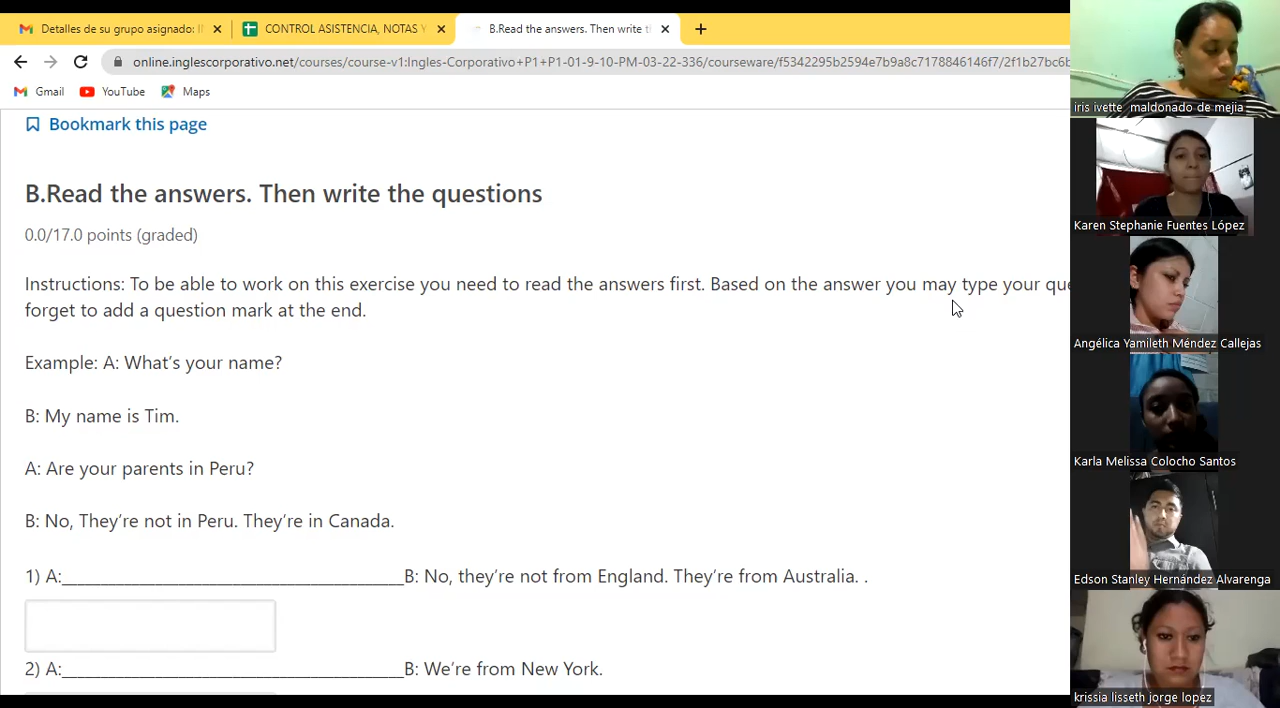 Detalles de su grupo asignado: I
CONTROL ASISTENCIA, NOTAS Y
B.Read the answers. Then write t
online.inglescorporativo.net/courses/course-v1:Ingles-Corporativo+P1+P1-01-9-10-PM-03-22-336/courseware/f5342295b2594e7b9a8c7178846146f7/2f1b27bc6b
Gmail YouTube Maps
Bookmark this page
B.Read the answers. Then write the questions
0.0/17.0 points (graded)
Instructions: To be able to work on this exercise you need to read the answers first. Based on the answer you may type your que
forget to add a question mark at the end.
Example: A: What's your name?
B: My name is Tim.
A: Are your parents in Peru?
B: No, They're not in Peru. They're in Canada.
1) A:______________________________________B: No, they're not from England. They're from Australia. .
2) A:______________________________________B: We're from New York.
iris ivette maldonado de mejia
Karen Stephanie Fuentes López
Angélica Yamileth Méndez Callejas
Karla Melissa Colocho Santos
Edson Stanley Hernández Alvarenga
krissia lisseth jorge lopez